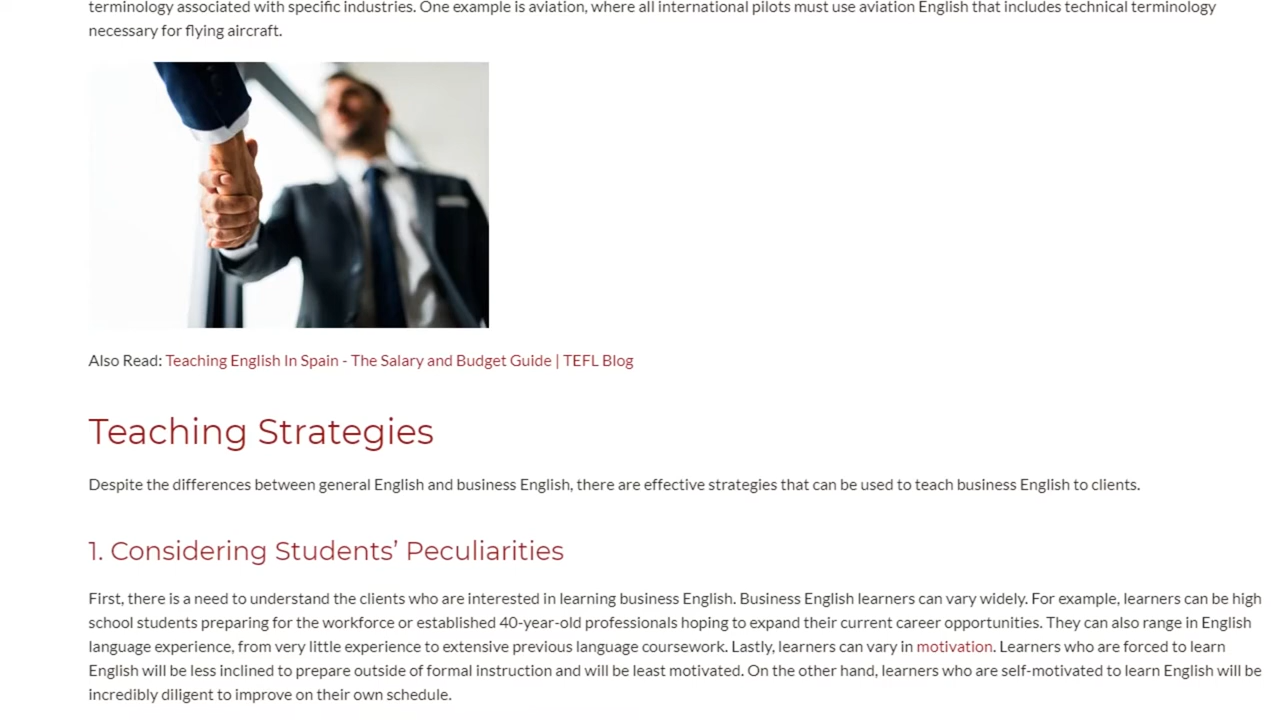 terminology associated with specific industries. One example is aviation, where all international pilots must use aviation English that includes technical terminology
necessary for flying aircraft.
Also Read: Teaching English In Spain - The Salary and Budget Guide | TEFL Blog
Teaching Strategies
Despite the differences between general English and business English, there are effective strategies that can be used to teach business English to clients.
1. Considering Students’ Peculiarities
First, there is a need to understand the clients who are interested in learning business English. Business English learners can vary widely. For example, learners can be high
school students preparing for the workforce or established 40-year-old professionals hoping to expand their current career opportunities. They can also range in English
language experience, from very little experience to extensive previous language coursework. Lastly, learners can vary in motivation. Learners who are forced to learn
English will be less inclined to prepare outside of formal instruction and will be least motivated. On the other hand, learners who are self-motivated to learn English will be
incredibly diligent to improve on their own schedule.